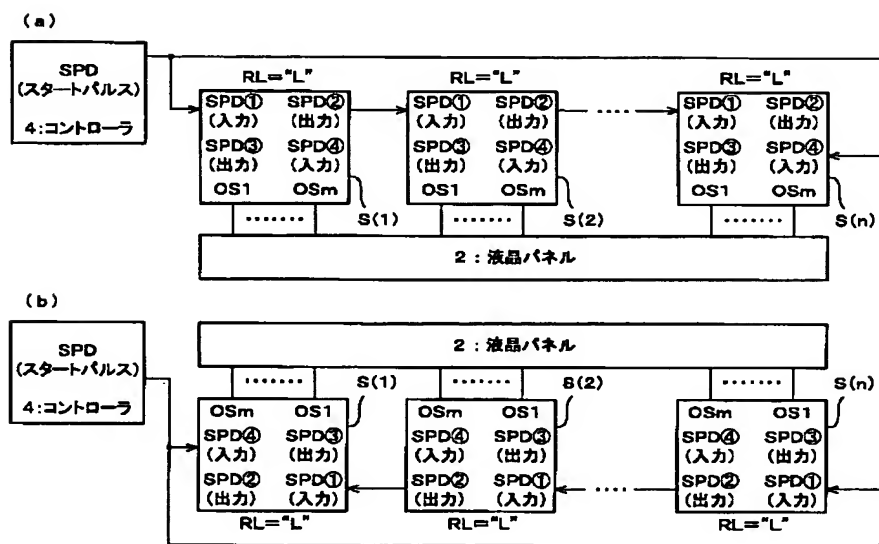 (a)
SPD
(スタートパルス)
4:コントローラ
RL="L"
RL="L"
RL="L"
SPD① SPD②
(入力) (出力)
SPD③ SPD④
(出力) (入力)
OS1 OSm
SPD① SPD②
(入力) (出力)
SPD③ SPD④
(出力) (入力)
OS1 OSm
SPD① SPD②
(入力) (出力)
SPD③ SPD④
(出力) (入力)
OS1 OSm
S(1)
S(2)
S(n)
2:液晶パネル
(b)
SPD
(スタートパルス)
4:コントローラ
2:液晶パネル
S(1)
S(2)
S(n)
OSm OS1
SPD④ SPD③
(入力) (出力)
SPD② SPD①
(出力) (入力)
OSm OS1
SPD④ SPD③
(入力) (出力)
SPD② SPD①
(出力) (入力)
OSm OS1
SPD④ SPD③
(入力) (出力)
SPD② SPD①
(出力) (入力)
RL="L"
RL="L"
RL="L"